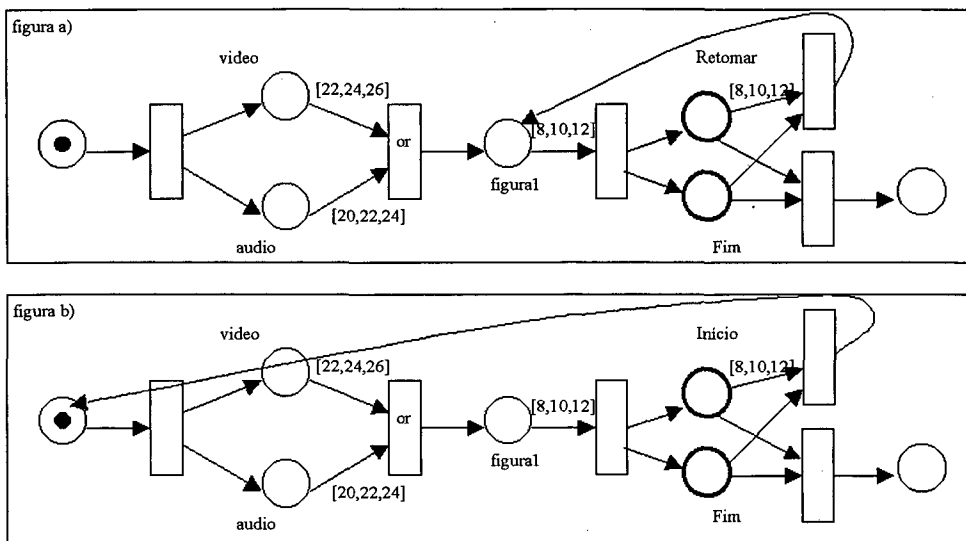 figura a)
video
Retomar
[22,24,26]
[8,10,12]
or
[8,10,12]
figura1
[20,22,24]
audio
Fim
figura b)
video
Início
[22,24,26]
[8,10,12]
or
[8,10,12]
figura1
[20,22,24]
audio
Fim